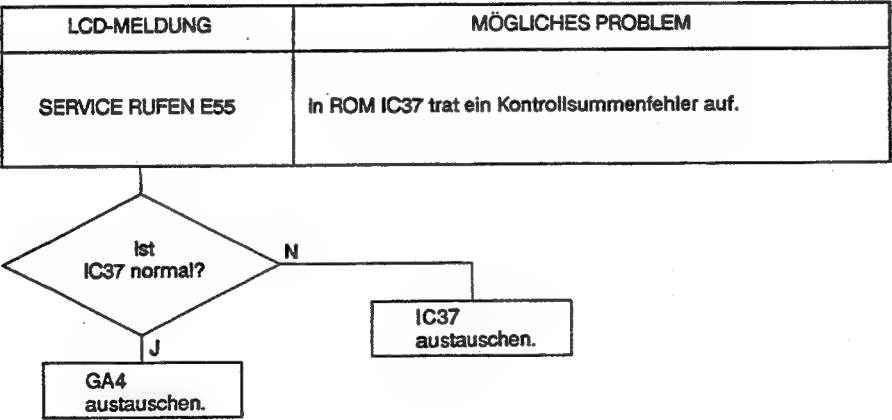 LCD-MELDUNG
MÖGLICHES PROBLEM
SERVICE RUFEN E55
In ROM IC37 trat ein Kontrollsummenfehler auf.
Ist
IC37 normal?
N
IC37
austauschen.
J
GA4
austauschen.